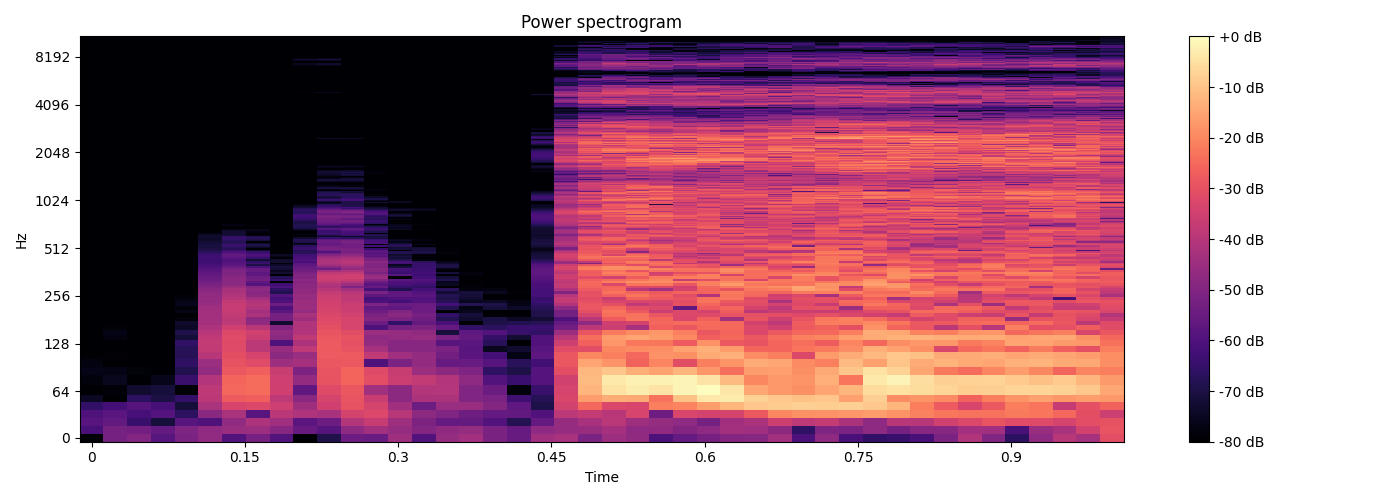 Power spectrogram
8192
4096
2048
1024
512
256
128
64
0
Hz
0 0.15 0.3 0.45 0.6 0.75 0.9
Time
+0 dB
-10 dB
-20 dB
-30 dB
-40 dB
-50 dB
-60 dB
-70 dB
-80 dB